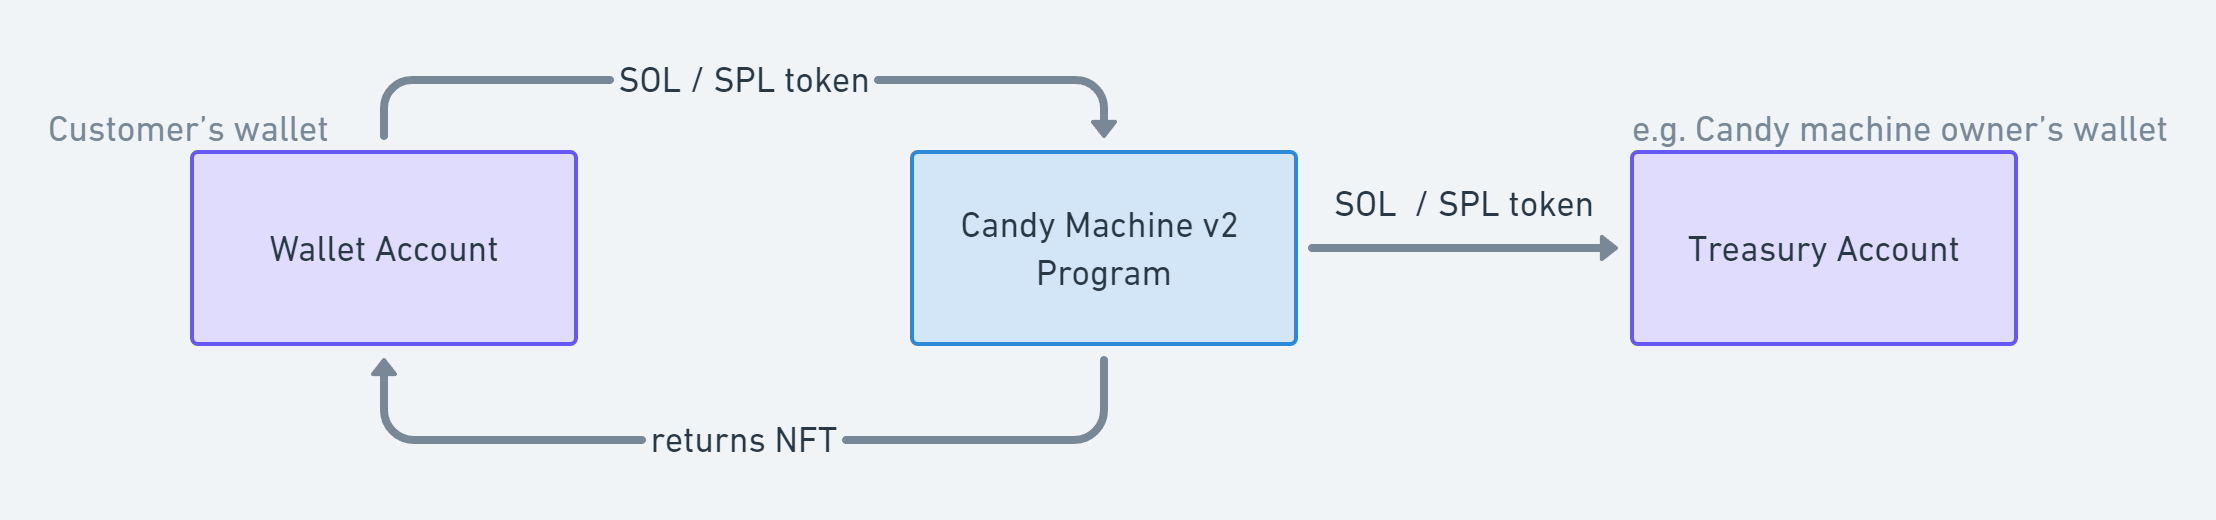 SOL / SPL token
Customer’s wallet
e.g. Candy machine owner’s wallet
Wallet Account
Candy Machine v2
Program
SOL / SPL token
Treasury Account
returns NFT